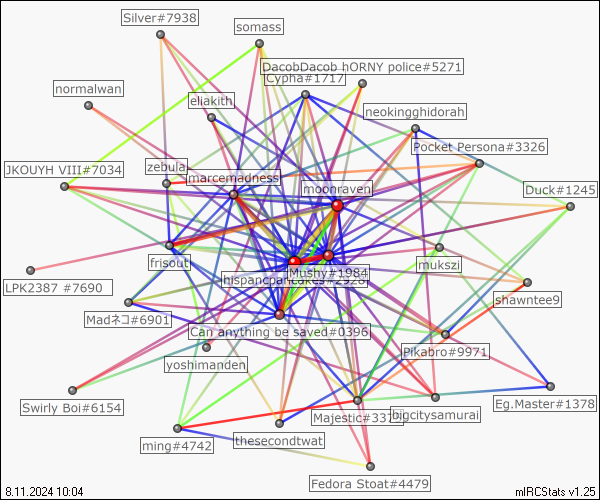 Silver#7938
somass
DacobDacob hORNY police#5271
Cypha#1717
normalwan
eliakith
neokingghidorah
Pocket Persona#3326
JKOUYH VIII#7034
zebula
marcemadness
moonraven
Duck#1245
frisout
mukszi
LPK2387 #7690
Mushy#1984
shawntee9
Madネコ#6901
Can anything be saved#0396
Pikabro#9971
yoshimanden
Swirly Boi#6154
Eg.Master#1378
Majestic#337
bigcitysamurai
ming#4742
thesecondtwat
Fedora Stoat#4479
8.11.2024 10:04
mIRCStats v1.25